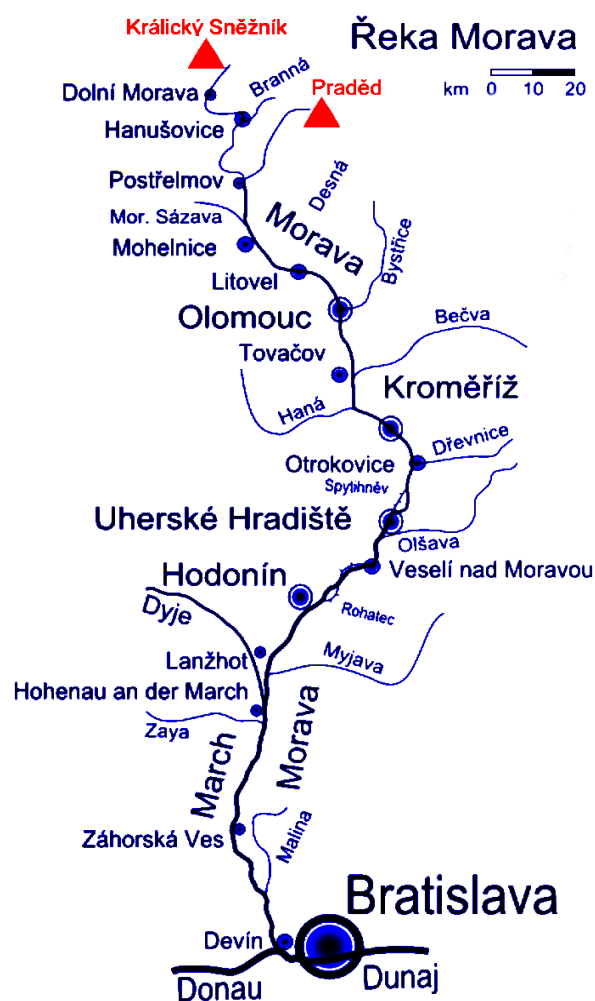 Králický Sněžník
Řeka Morava
km 0 20
Branná
Praděd
Dolní Morava
Hanušovice
Postřelmov
Desná
Mor. Sázava
Morava
Mohelnice
Bystřice
Litovel
Olomouc
Bečva
Tovačov
Kroměříž
Haná
Dřevnice
Otrokovice
Spytihněv
Uherské Hradiště
Olšava
Veselí nad Moravou
Hodonín
Dyje
Rohatec
Lanžhot
Myjava
Hohenau an der March
Zaya
March
Morava
Záhorská Ves
Malina
Bratislava
Devín
Donau
Dunaj